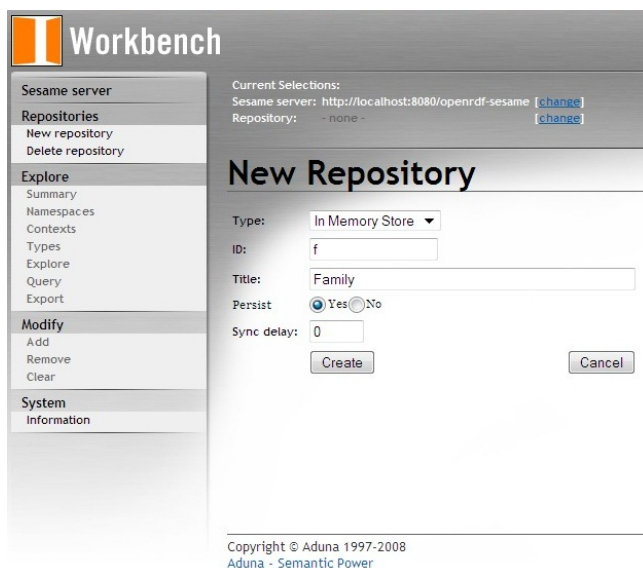 Workbench
Sesame server
Repositories
New repository
Delete repository
Explore
Summary
Namespaces
Contexts
Types
Explore
Query
Export
Modify
Add
Remove
Clear
System
Information
Current Selections:
Sesame server: http://localhost:8080/openrdf-sesame [change]
Repository: - none - [change]
New Repository
Type: In Memory Store
ID: f
Title: Family
Persist Yes No
Sync delay: 0
Create Cancel
Copyright © Aduna 1997-2008
Aduna - Semantic Power